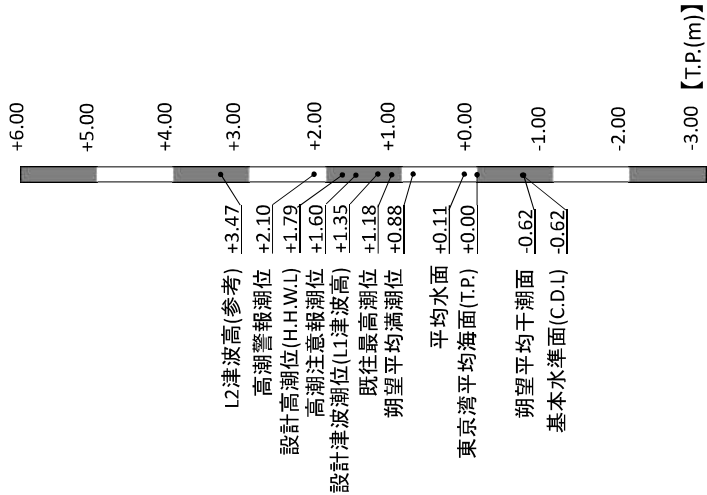 【T.P.(m)】
+6.00
+5.00
+4.00
+3.00
+2.00
+1.00
+0.00
-1.00
-2.00
-3.00
L2津波高(参考) +3.47
高潮警報潮位 +2.10
設計高潮位(H.H.W.L) +1.79
高潮注意報潮位 +1.60
設計津波潮位(L1津波高) +1.35
既往最高潮位 +1.18
朔望平均満潮位 +0.88
平均水面 +0.11
東京湾平均海面(T.P.) +0.00
朔望平均干潮面 -0.62
基本水準面(C.D.L) -0.62